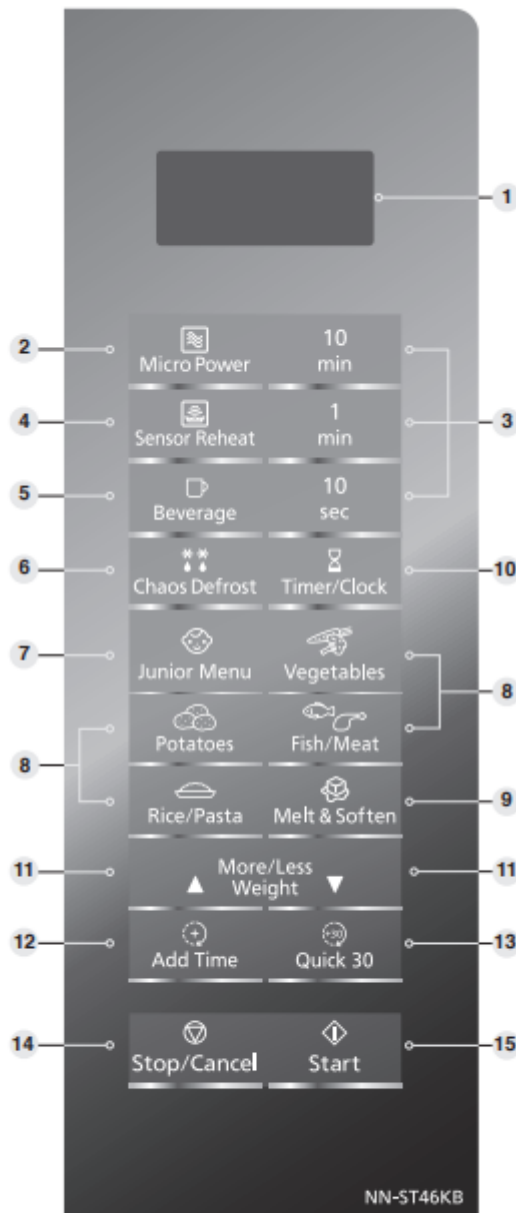 1
2
Micro Power
10
min
4
Sensor Reheat
1
min
3
5
Beverage
10
sec
6
Chaos Defrost
Timer/Clock
10
7
Junior Menu
Vegetables
8
Potatoes
Fish/Meat
8
Rice/Pasta
Melt & Soften
9
11
More/Less
Weight
11
12
Add Time
+30
Quick 30
13
14
Stop/Cancel
Start
15
NN-ST46KB